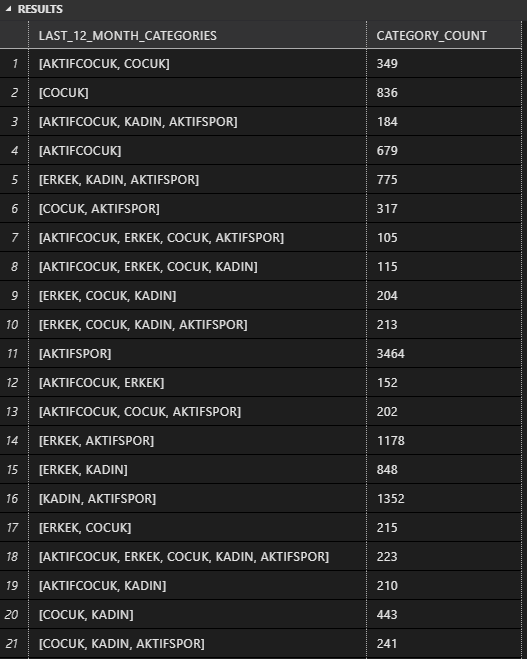 RESULTS
LAST_12_MONTH_CATEGORIES CATEGORY_COUNT
1 [AKTIFCOCUK, COCUK] 349
2 [COCUK] 836
3 [AKTIFCOCUK, KADIN, AKTIFSPOR] 184
4 [AKTIFCOCUK] 679
5 [ERKEK, KADIN, AKTIFSPOR] 775
6 [COCUK, AKTIFSPOR] 317
7 [AKTIFCOCUK, ERKEK, COCUK, AKTIFSPOR] 105
8 [AKTIFCOCUK, ERKEK, COCUK, KADIN] 115
9 [ERKEK, COCUK, KADIN] 204
10 [ERKEK, COCUK, KADIN, AKTIFSPOR] 213
11 [AKTIFSPOR] 3464
12 [AKTIFCOCUK, ERKEK] 152
13 [AKTIFCOCUK, COCUK, AKTIFSPOR] 202
14 [ERKEK, AKTIFSPOR] 1178
15 [ERKEK, KADIN] 848
16 [KADIN, AKTIFSPOR] 1352
17 [ERKEK, COCUK] 215
18 [AKTIFCOCUK, ERKEK, COCUK, KADIN, AKTIFSPOR] 223
19 [AKTIFCOCUK, KADIN] 210
20 [COCUK, KADIN] 443
21 [COCUK, KADIN, AKTIFSPOR] 241